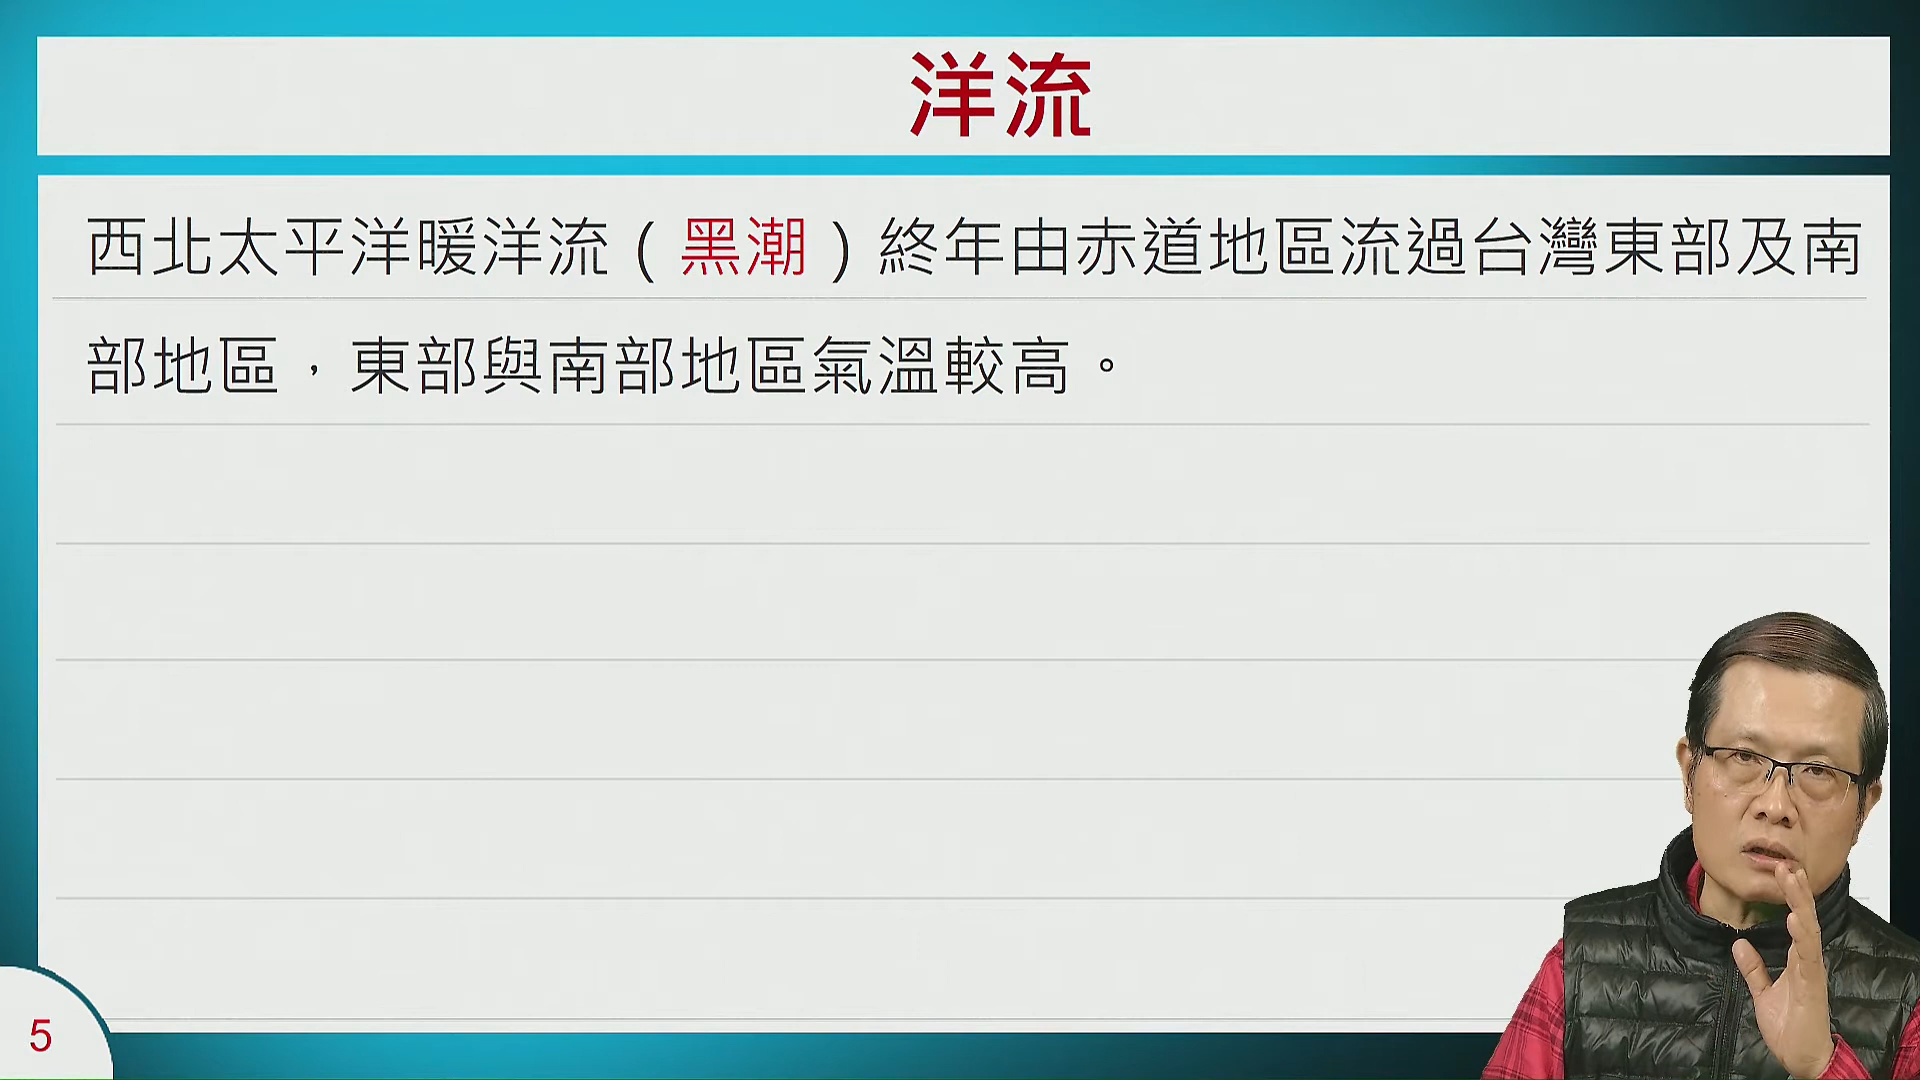 洋流
西北太平洋暖洋流（黑潮）終年由赤道地區流過台灣東部及南
部地區，東部與南部地區氣溫較高。
5